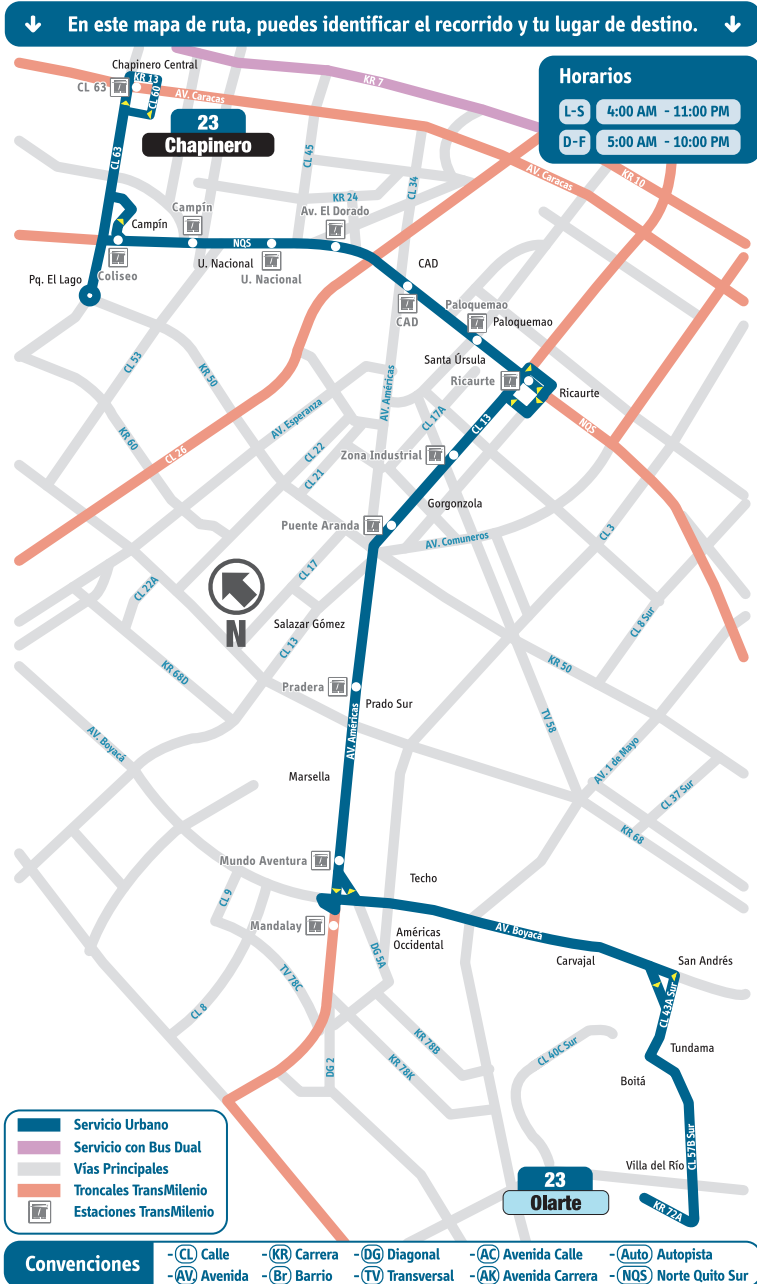 En este mapa de ruta, puedes identificar el recorrido y tu lugar de destino.
Horarios
L-S 4:00 AM - 11:00 PM
D-F 5:00 AM - 10:00 PM
Chapinero Central
KR 13
CL 63
CL 60
AV. Caracas
KR 7
23
Chapinero
CL 63
CL 45
CL 34
KR 24
AV. Caracas
KR 10
Campín
Av. El Dorado
Campín
NQS
U. Nacional
U. Nacional
Coliseo
Pq. El Lago
CAD
CAD
Paloquemao
Paloquemao
Santa Úrsula
Ricaurte
Ricaurte
NQS
CL 53
KR 50
KR 60
AV. Américas
AV. Esperanza
CL 17A
CL 13
CL 22
CL 21
CL 26
Zona Industrial
Gorgonzola
Puente Aranda
AV. Comuneros
CL 3
CL 17
CL 22A
N
Salazar Gómez
CL 13
CL 8 Sur
KR 50
KR 68D
Pradera
Prado Sur
AV. Américas
TV 58
AV. Boyacá
AV. 1 de Mayo
Marsella
CL 37 Sur
KR 68
Mundo Aventura
Techo
CL 9
Mandalay
Américas
Occidental
AV. Boyacá
DG 5A
Carvajal
San Andrés
TV 78C
CL 8
CL 43A Sur
KR 78B
KR 78K
CL 40C Sur
DG 2
Tundama
Boitá
CL 57B Sur
Villa del Río
KR 72A
23
Olarte
Servicio Urbano
Servicio con Bus Dual
Vías Principales
Troncales TransMilenio
Estaciones TransMilenio
Convenciones
- CL Calle - KR Carrera - DG Diagonal - AC Avenida Calle - Auto Autopista
- AV. Avenida - Br Barrio - TV Transversal - AK Avenida Carrera - NQS Norte Quito Sur